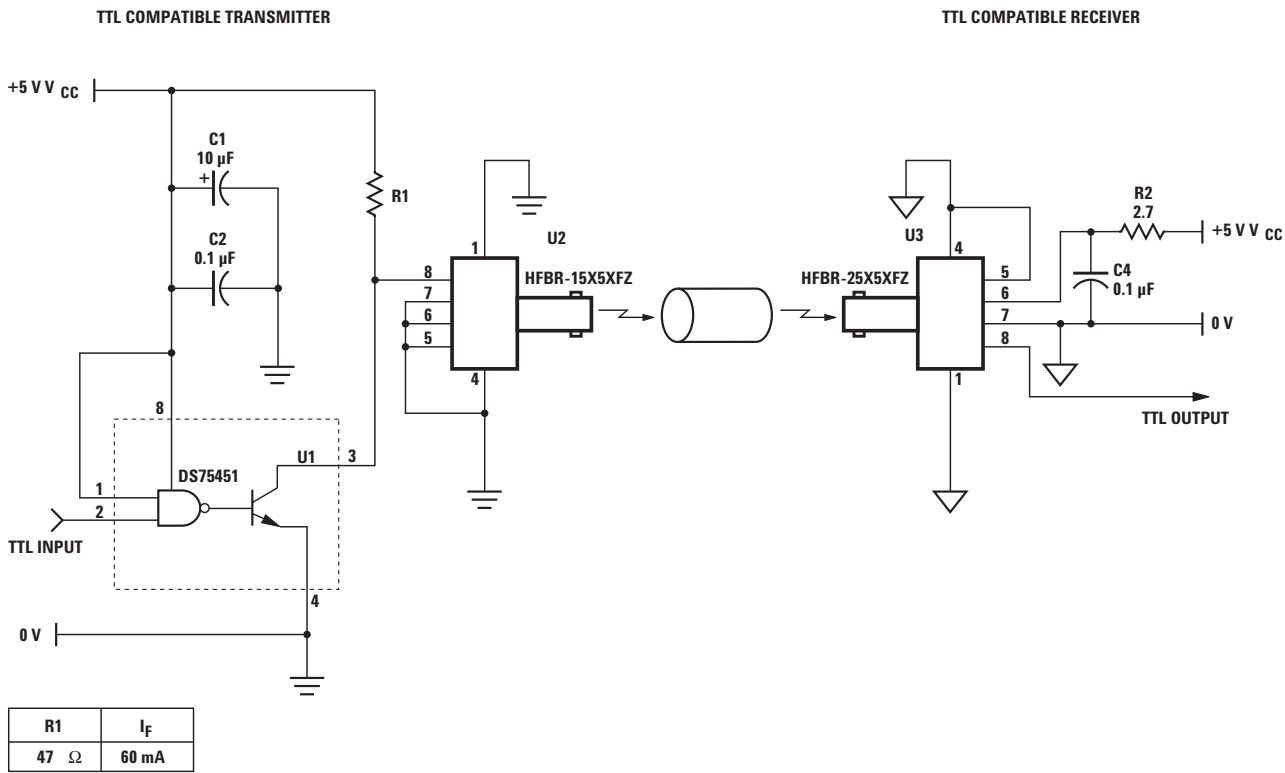 TTL COMPATIBLE TRANSMITTER
TTL COMPATIBLE RECEIVER
+5 V V CC
C1
10 µF
+
R1
C2
0.1 µF
1
U2
8
HFBR-15X5XFZ
7
6
5
4
U3
4
HFBR-25X5XFZ
5
6
7
8
1
R2
2.7
+5 V V CC
C4
0.1 µF
0 V
TTL OUTPUT
8
U1
3
DS75451
1
2
TTL INPUT
4
0 V
R1 IF
47 Ω 60 mA